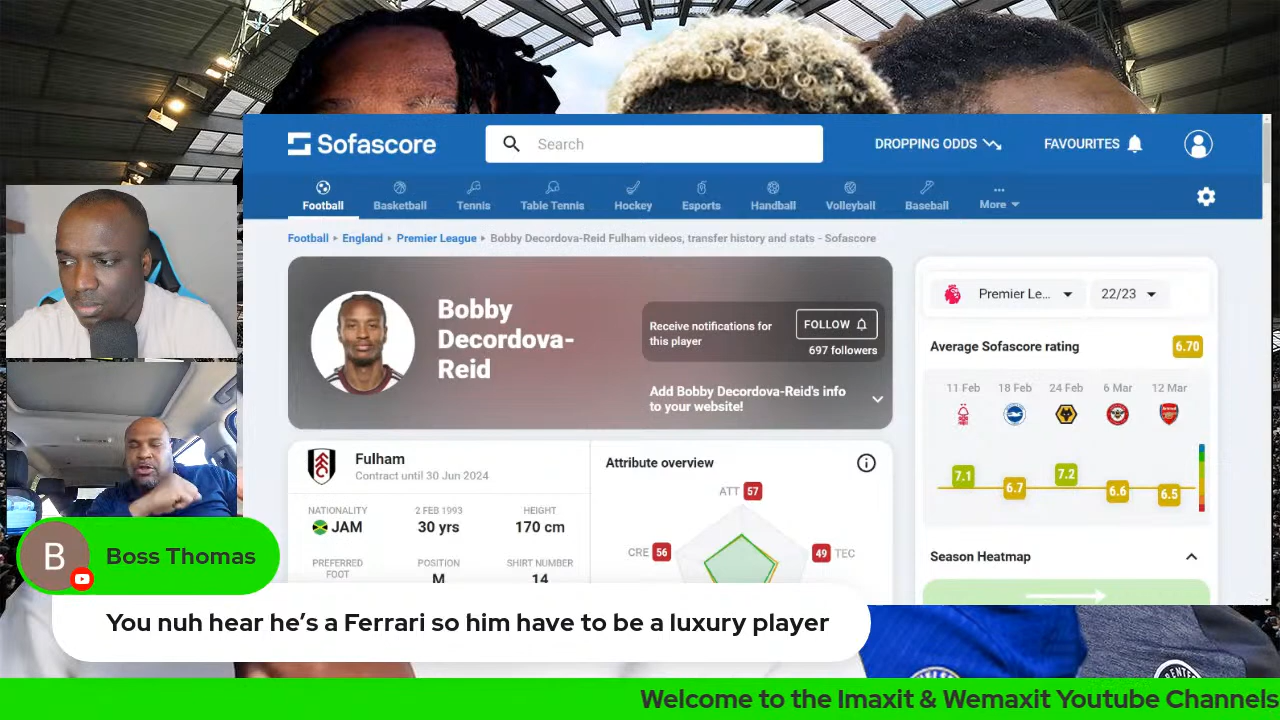 Sofascore
Search
DROPPING ODDS
FAVOURITES
Football
Basketball
Tennis
Table Tennis
Hockey
Esports
Handball
Volleyball
Baseball
More
Football
England
Premier League
Bobby Decordova-Reid Fulham videos, transfer history and stats - Sofascore
Bobby
Decordova-
Reid
Receive notifications for
this player
FOLLOW
697 followers
Add Bobby Decordova-Reid's info
to your website!
Premier Le...
22/23
Average Sofascore rating
6.70
11 Feb
18 Feb
24 Feb
6 Mar
12 Mar
7.1
6.7
7.2
6.6
6.5
Season Heatmap
Fulham
Contract until 30 Jun 2024
NATIONALITY
JAM
2 FEB 1993
30 yrs
HEIGHT
170 cm
PREFERRED
FOOT
POSITION
M
SHIRT NUMBER
14
Attribute overview
ATT 57
CRE 56
49 TEC
B
Boss Thomas
You nuh hear he’s a Ferrari so him have to be a luxury player
Welcome to the Imaxit & Wemaxit Youtube Channels